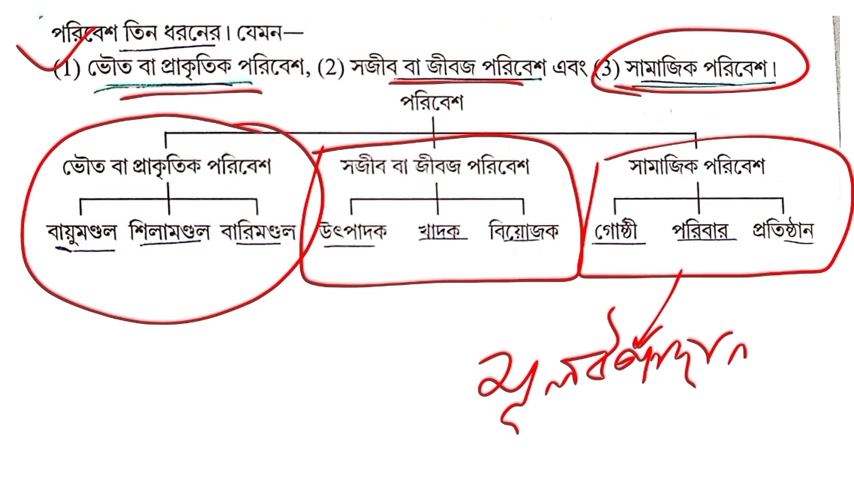 পরিবেশ তিন ধরনের। যেমন—
(1) ভৌত বা প্রাকৃতিক পরিবেশ, (2) সজীব বা জীবজ পরিবেশ এবং (3) সামাজিক পরিবেশ।
পরিবেশ
ভৌত বা প্রাকৃতিক পরিবেশ সজীব বা জীবজ পরিবেশ সামাজিক পরিবেশ
বায়ুমণ্ডল শিলামণ্ডল বারিমণ্ডল উৎপাদক খাদক বিয়োজক গোষ্ঠী পরিবার প্রতিষ্ঠান